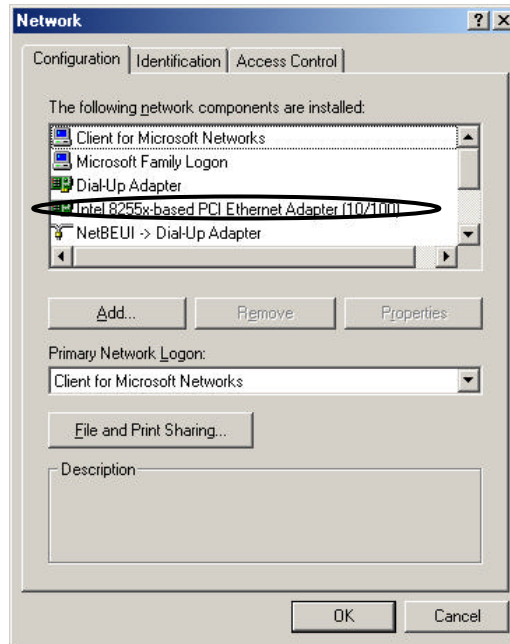 Network
Configuration Identification Access Control
The following network components are installed:
Client for Microsoft Networks
Microsoft Family Logon
Dial-Up Adapter
Intel 8255x-based PCI Ethernet Adapter (10/100)
NetBEUI -> Dial-Up Adapter
Add... Remove Properties
Primary Network Logon:
Client for Microsoft Networks
File and Print Sharing...
Description
OK Cancel